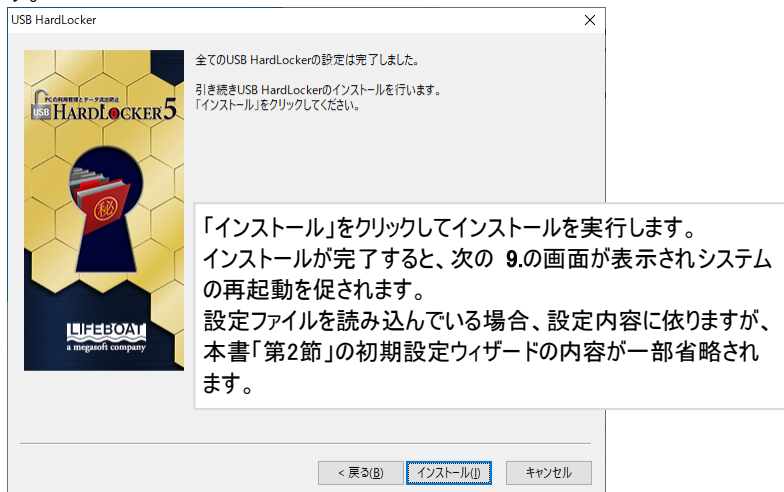 す。
USB HardLocker
全てのUSB HardLockerの設定は完了しました。
引き続きUSB HardLockerのインストールを行います。
「インストール」をクリックしてください。
PCの利用管理とデータ流出防止
USB HARDLOCKER5
秘
LIFEBOAT
a megasoft company
「インストール」をクリックしてインストールを実行します。
インストールが完了すると、次の 9.の画面が表示されシステム
の再起動を促されます。
設定ファイルを読み込んでいる場合、設定内容に依りますが、
本書「第2節」の初期設定ウィザードの内容が一部省略され
ます。
< 戻る(B)
インストール(I)
キャンセル